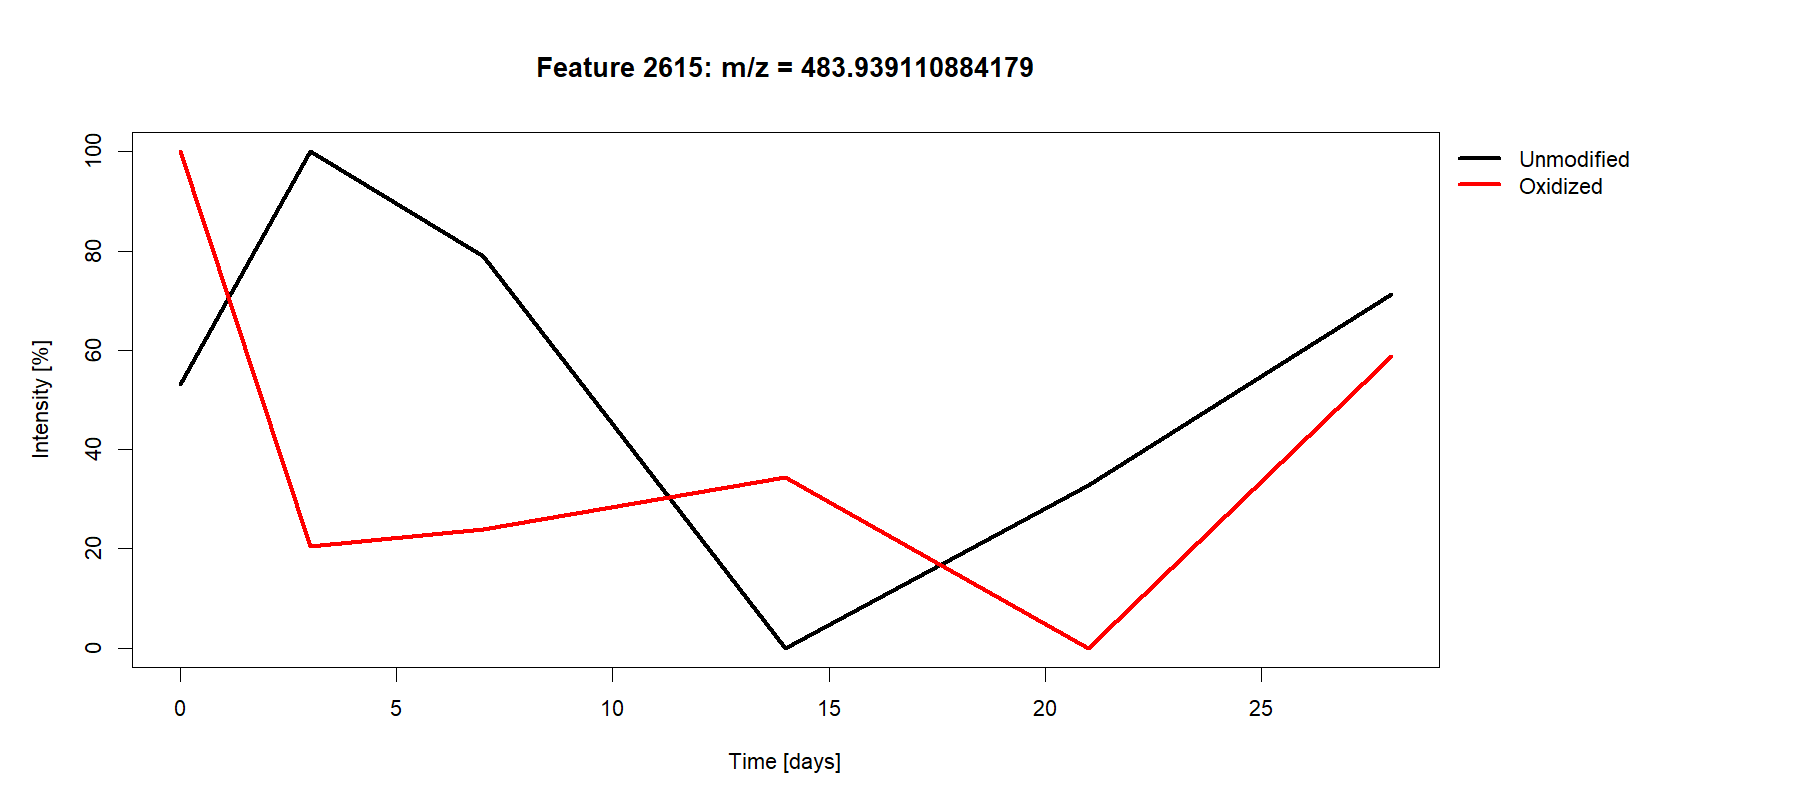 Feature 2615: m/z = 483.939110884179
Unmodified
Oxidized
Intensity [%]
100
80
60
40
20
0
0 5 10 15 20 25
Time [days]